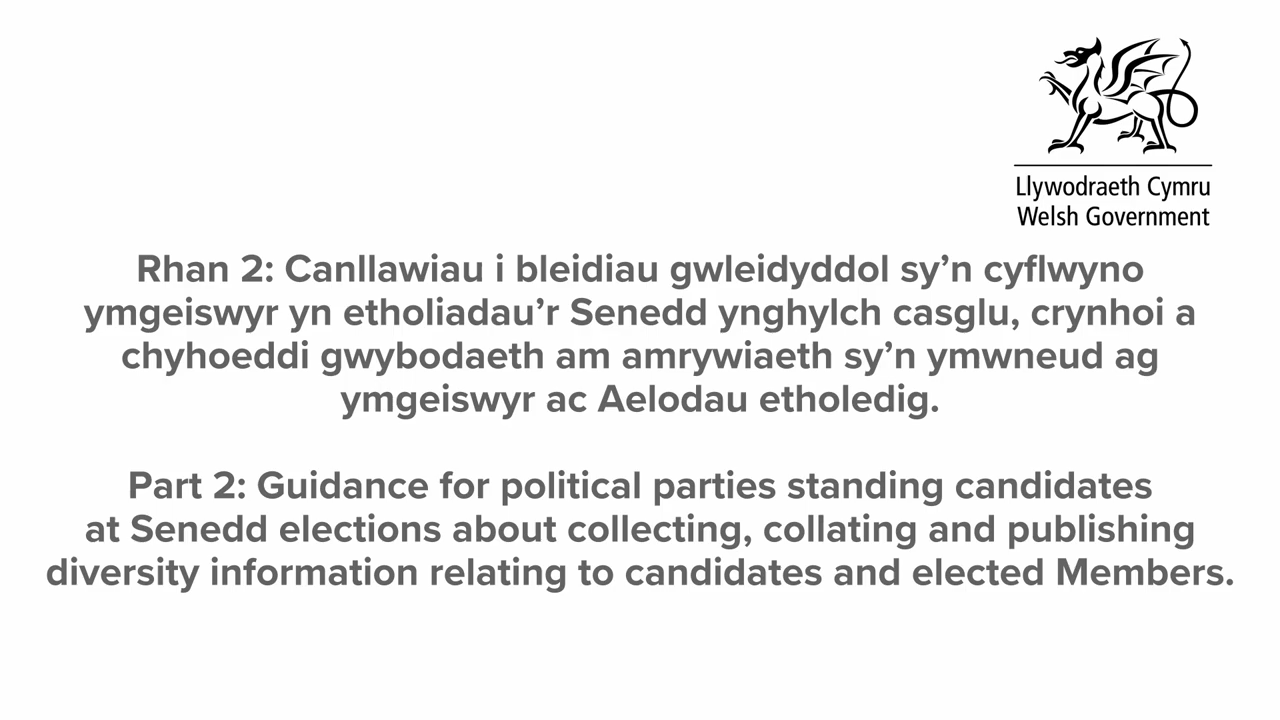 Llywodraeth Cymru
Welsh Government
Rhan 2: Canllawiau i bleidiau gwleidyddol sy’n cyflwyno
ymgeiswyr yn etholiadau’r Senedd ynghylch casglu, crynhoi a
chyhoeddi gwybodaeth am amrywiaeth sy’n ymwneud ag
ymgeiswyr ac Aelodau etholedig.
Part 2: Guidance for political parties standing candidates
at Senedd elections about collecting, collating and publishing
diversity information relating to candidates and elected Members.